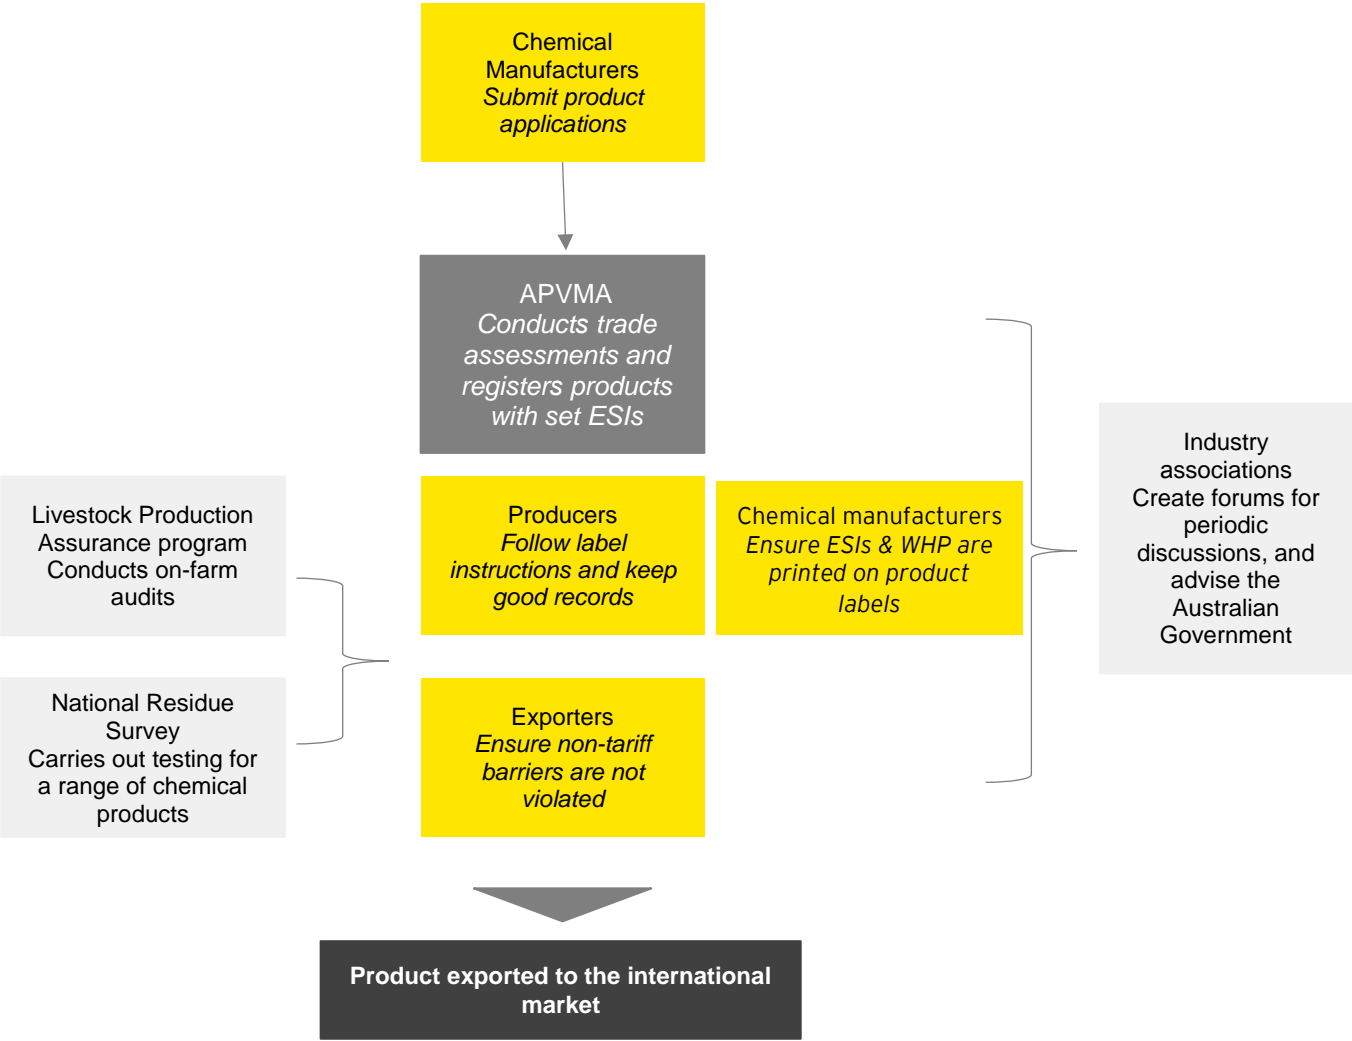 Chemical
Manufacturers
Submit product
applications
APVMA
Conducts trade
assessments and
registers products
with set ESIs
Livestock Production
Assurance program
Conducts on-farm
audits
Producers
Follow label
instructions and keep
good records
Chemical manufacturers
Ensure ESIs & WHP are
printed on product
labels
Industry
associations
Create forums for
periodic
discussions, and
advise the
Australian
Government
National Residue
Survey
Carries out testing for
a range of chemical
products
Exporters
Ensure non-tariff
barriers are not
violated
Product exported to the international
market